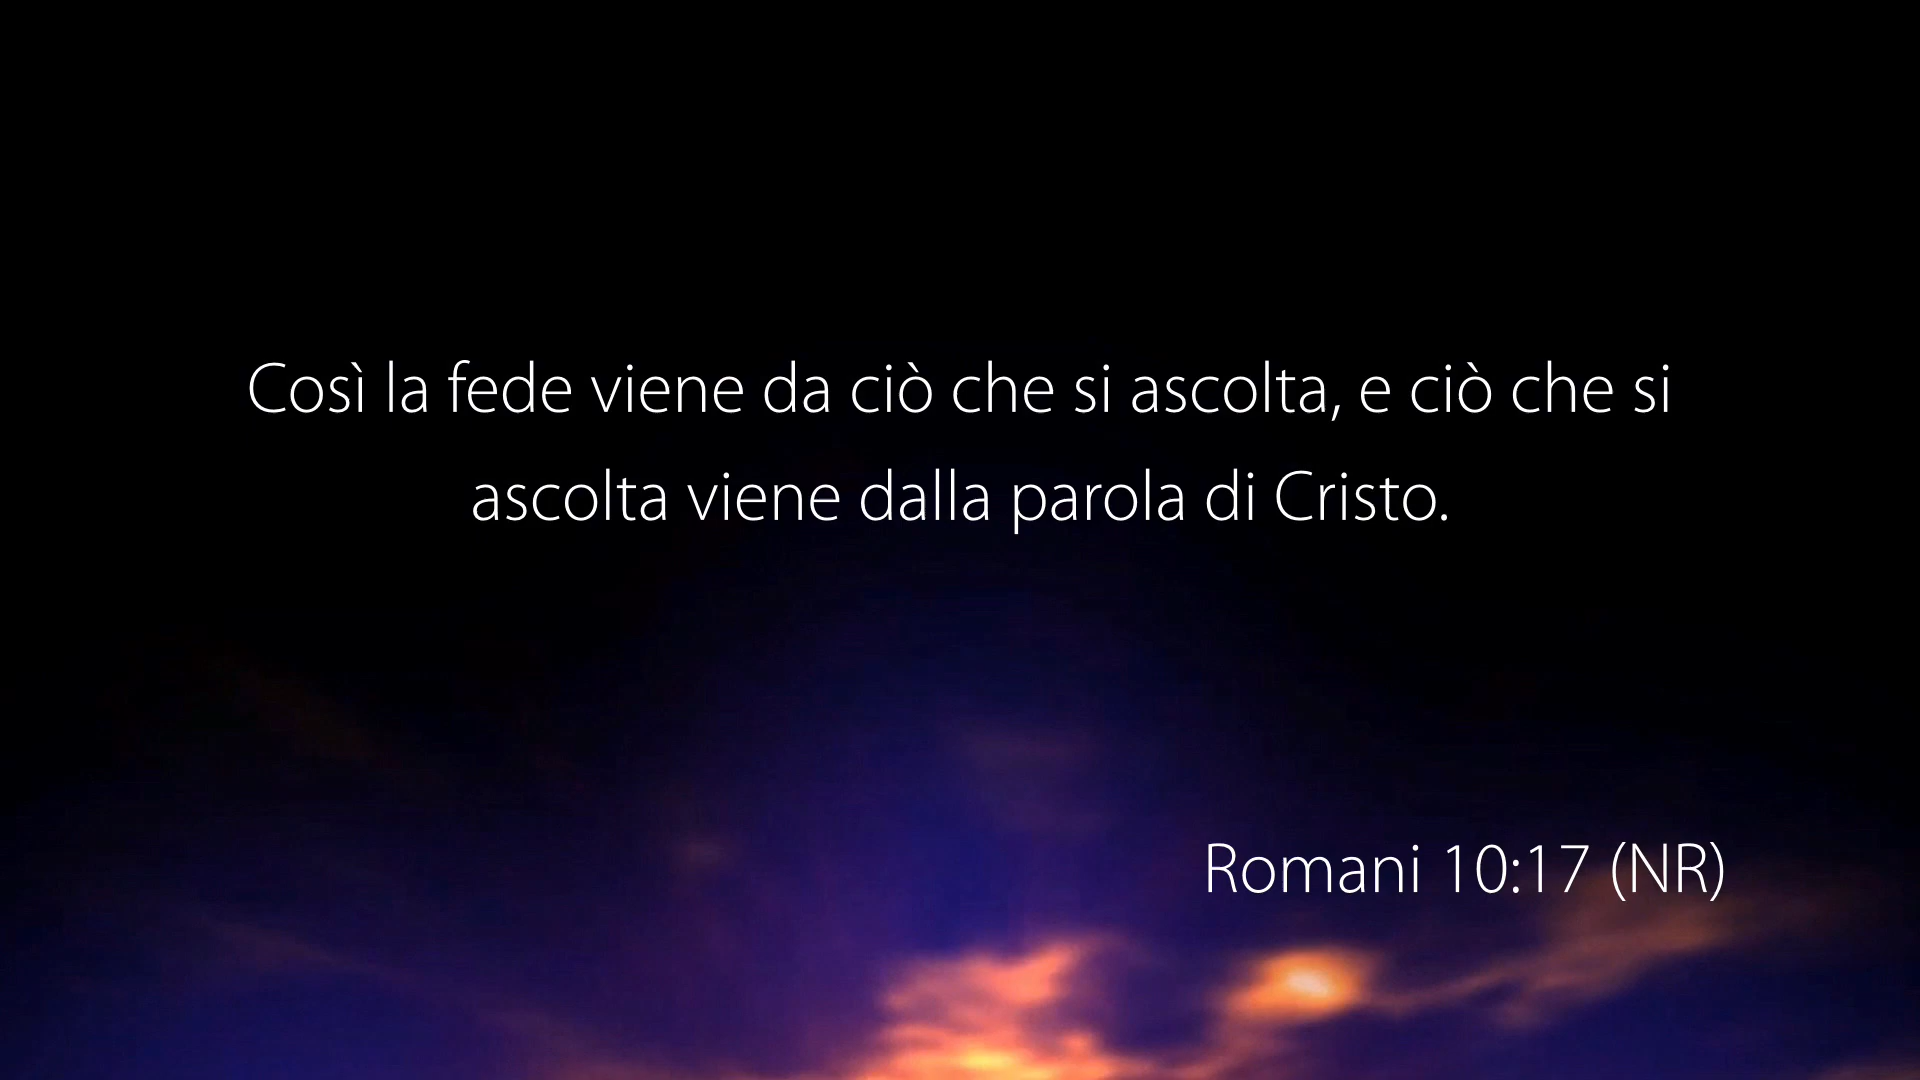 Così la fede viene da ciò che si ascolta, e ciò che si
ascolta viene dalla parola di Cristo.
Romani 10:17 (NR)